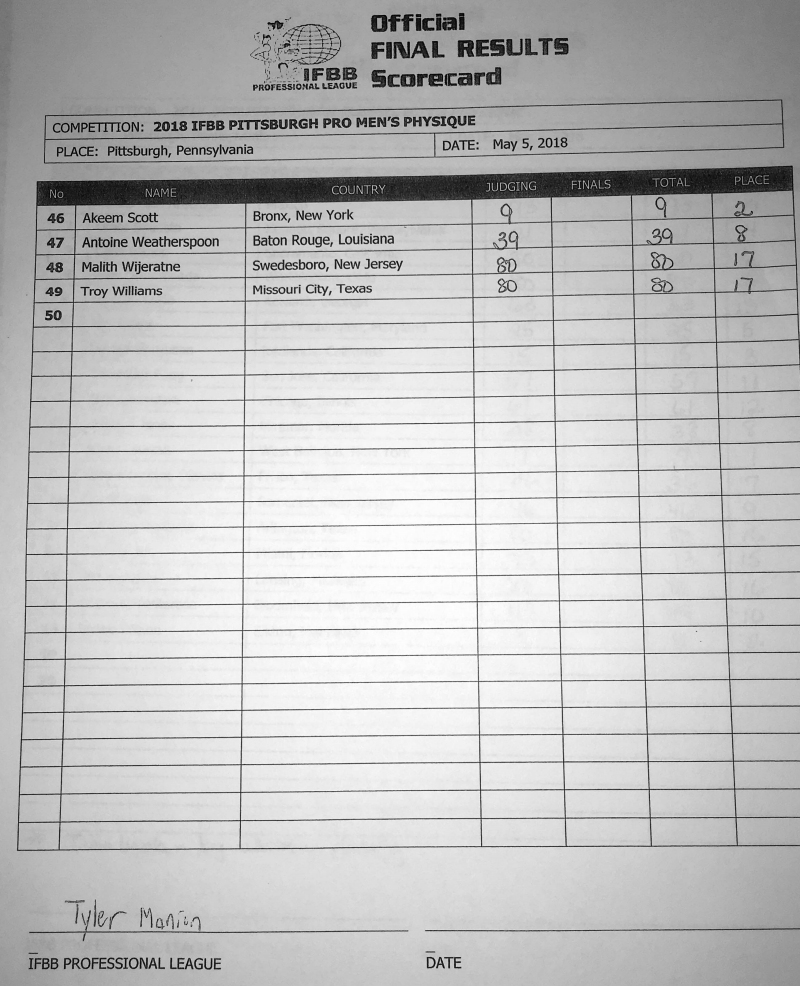 Official
FINAL RESULTS
Scorecard
IFBB
PROFESSIONAL LEAGUE
COMPETITION: 2018 IFBB PITTSBURGH PRO MEN'S PHYSIQUE
PLACE: Pittsburgh, Pennsylvania DATE: May 5, 2018
No NAME COUNTRY JUDGING FINALS TOTAL PLACE
46 Akeem Scott Bronx, New York 9 9 2
47 Antoine Weatherspoon Baton Rouge, Louisiana 39 39 8
48 Malith Wijeratne Swedesboro, New Jersey 80 80 17
49 Troy Williams Missouri City, Texas 80 80 17
50
Tyler Manion
IFBB PROFESSIONAL LEAGUE DATE